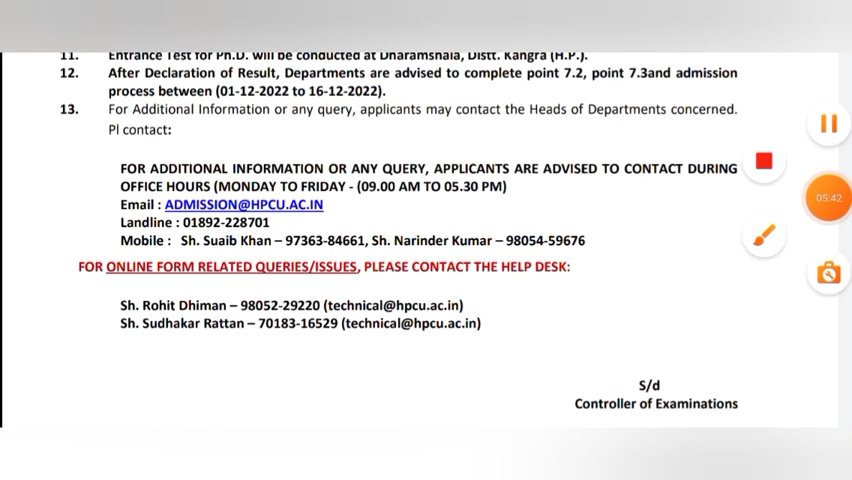 11. Entrance Test for Ph.D. will be conducted at Dharamshala, Distt. Kangra (H.P.).
12. After Declaration of Result, Departments are advised to complete point 7.2, point 7.3and admission
process between (01-12-2022 to 16-12-2022).
13. For Additional Information or any query, applicants may contact the Heads of Departments concerned.
Pl contact:
FOR ADDITIONAL INFORMATION OR ANY QUERY, APPLICANTS ARE ADVISED TO CONTACT DURING
OFFICE HOURS (MONDAY TO FRIDAY - (09.00 AM TO 05.30 PM)
Email : ADMISSION@HPCU.AC.IN
Landline : 01892-228701
Mobile : Sh. Suaib Khan – 97363-84661, Sh. Narinder Kumar – 98054-59676
FOR ONLINE FORM RELATED QUERIES/ISSUES, PLEASE CONTACT THE HELP DESK:
Sh. Rohit Dhiman – 98052-29220 (technical@hpcu.ac.in)
Sh. Sudhakar Rattan – 70183-16529 (technical@hpcu.ac.in)
S/d
Controller of Examinations
05:42